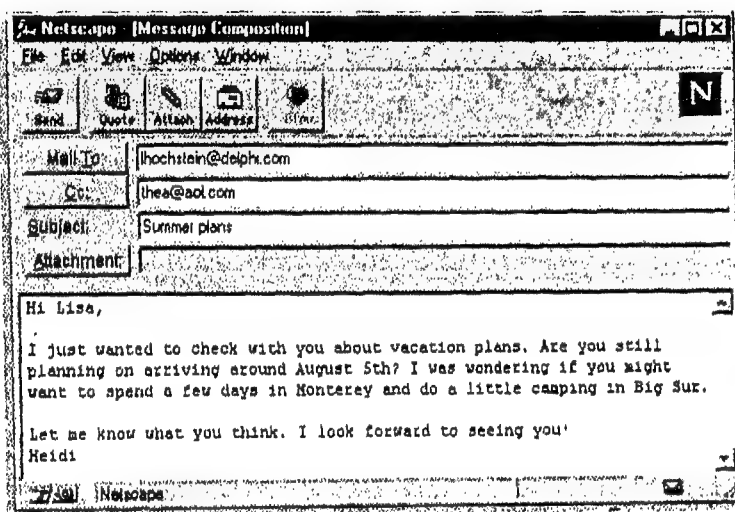 Netscape - [Message Composition]
File Edit View Options Window
Send Quote Attach Address Stop
N
Mail To: lhochstein@delphi.com
Cc: thea@aol.com
Subject: Summer plans
Attachment:
Hi Lisa,
I just wanted to check with you about vacation plans. Are you still
planning on arriving around August 5th? I was wondering if you might
want to spend a few days in Monterey and do a little camping in Big Sur.
Let me know what you think. I look forward to seeing you!
Heidi
Netscape